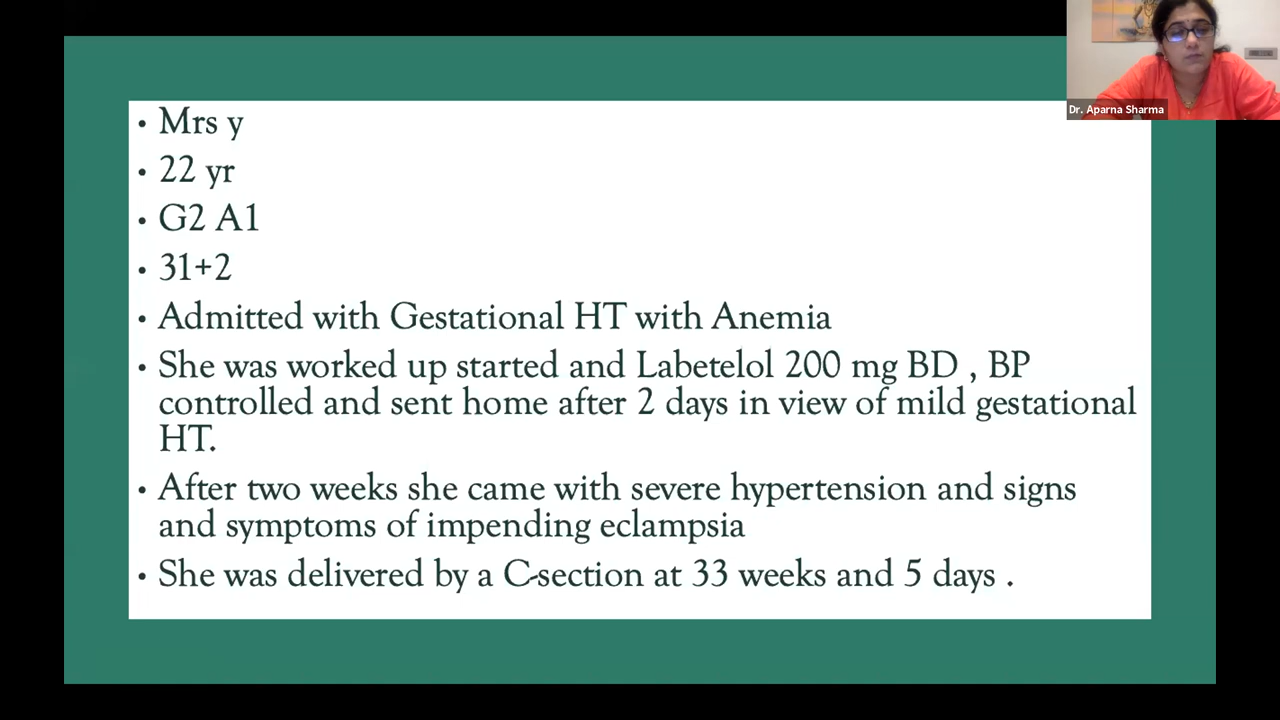 Dr. Aparna Sharma
• Mrs y
• 22 yr
• G2 A1
• 31+2
• Admitted with Gestational HT with Anemia
• She was worked up started and Labetelol 200 mg BD , BP
controlled and sent home after 2 days in view of mild gestational
HT.
• After two weeks she came with severe hypertension and signs
and symptoms of impending eclampsia
• She was delivered by a C-section at 33 weeks and 5 days .